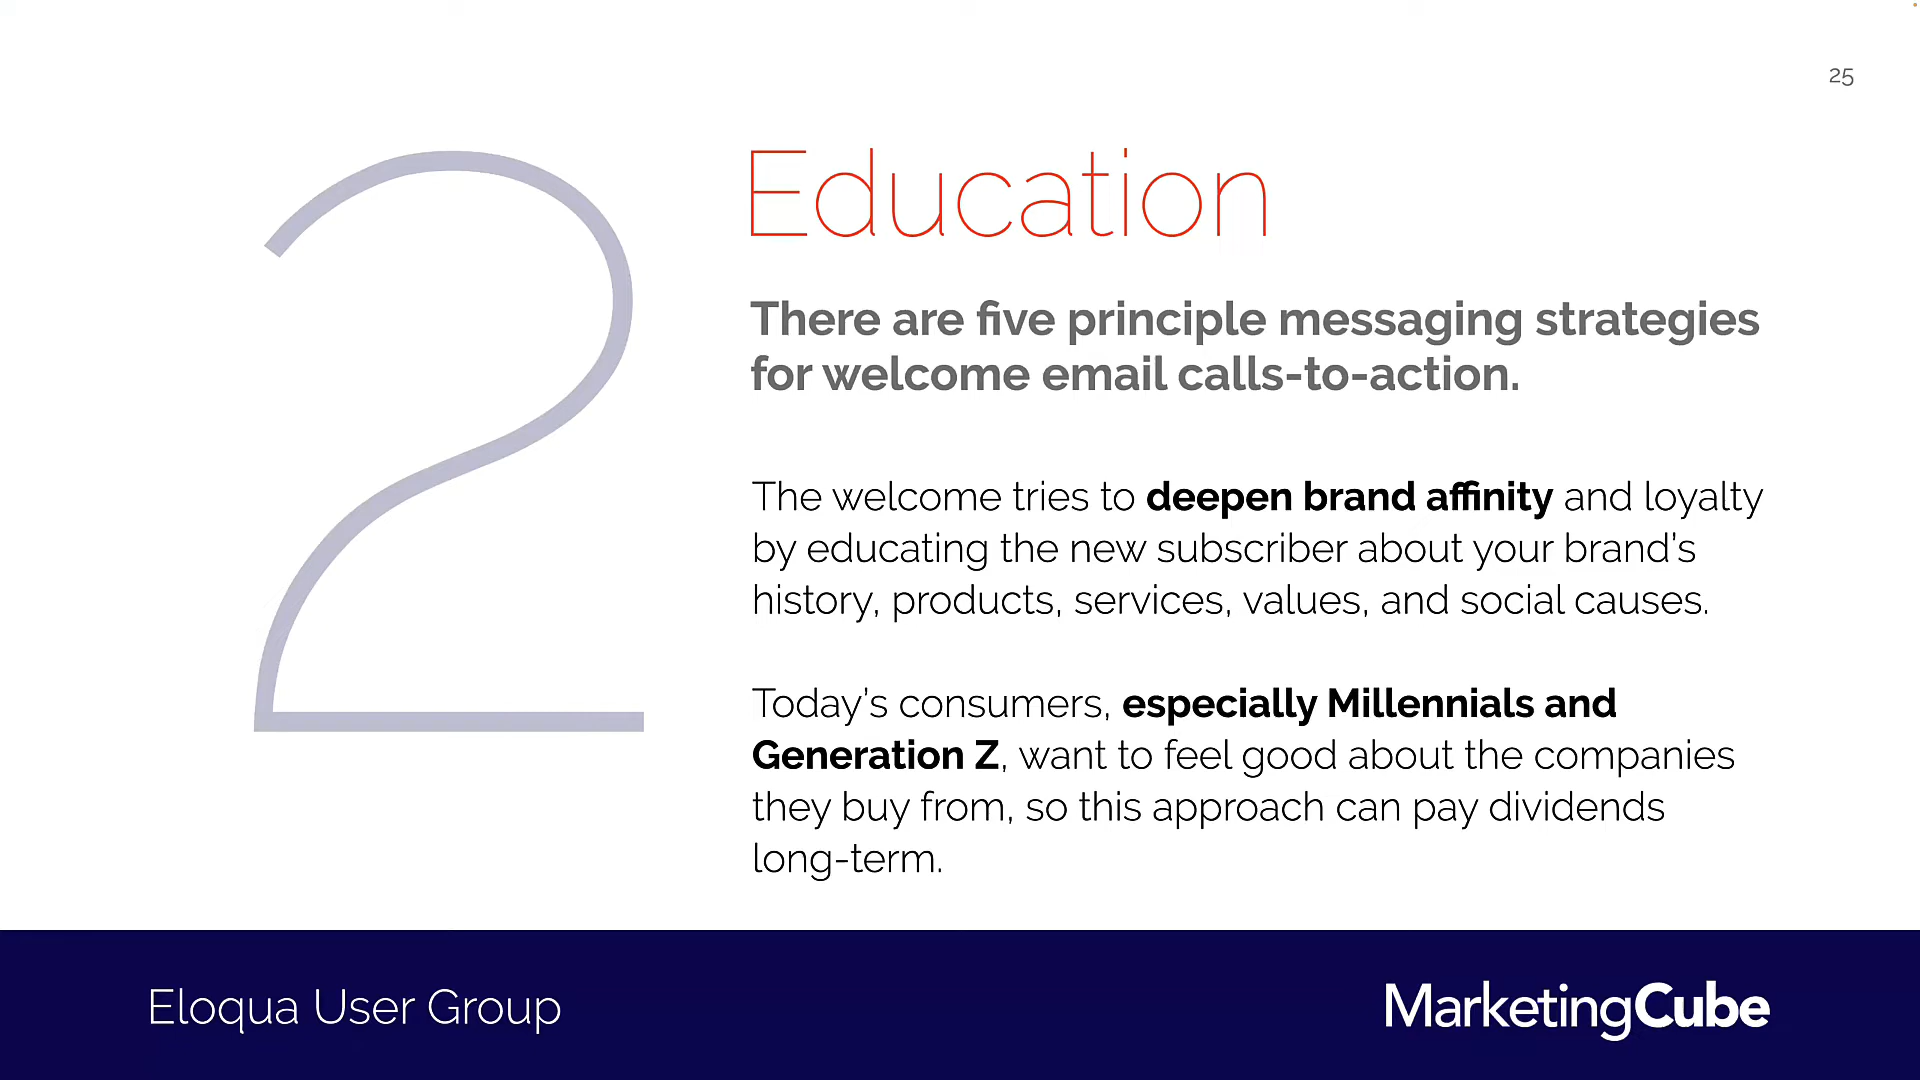 25
2
Education
There are five principle messaging strategies
for welcome email calls-to-action.
The welcome tries to deepen brand affinity and loyalty
by educating the new subscriber about your brand’s
history, products, services, values, and social causes.
Today’s consumers, especially Millennials and
Generation Z, want to feel good about the companies
they buy from, so this approach can pay dividends
long-term.
Eloqua User Group
MarketingCube